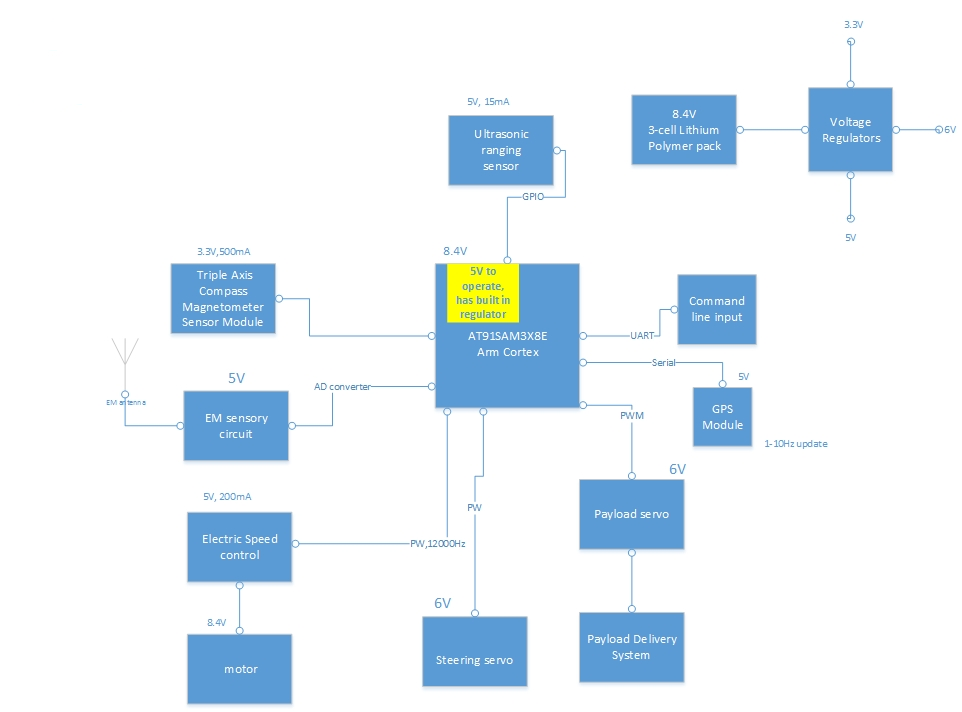 3.3V
8.4V
3-cell Lithium
Polymer pack
Voltage
Regulators
6V
5V
5V, 15mA
Ultrasonic
ranging
sensor
GPIO
3.3V,500mA
Triple Axis
Compass
Magnetometer
Sensor Module
8.4V
5V to
operate,
has built in
regulator
AT91SAM3X8E
Arm Cortex
UART
Command
line input
Serial
5V
GPS
Module
1-10Hz update
EM antenna
5V
EM sensory
circuit
AD converter
PWM
6V
Payload servo
Payload Delivery
System
5V, 200mA
Electric Speed
control
PW,12000Hz
8.4V
motor
PW
6V
Steering servo